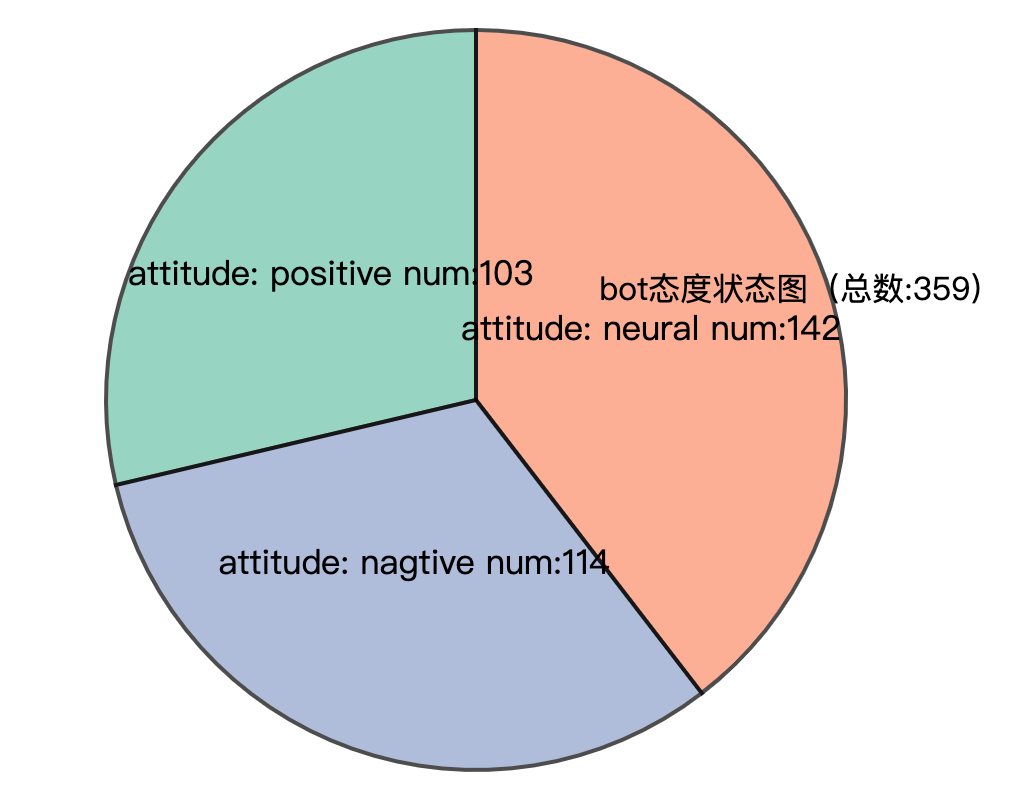 attitude: positive num:103
bot态度状态图（总数:359）
attitude: neural num:142
attitude: nagtive num:114